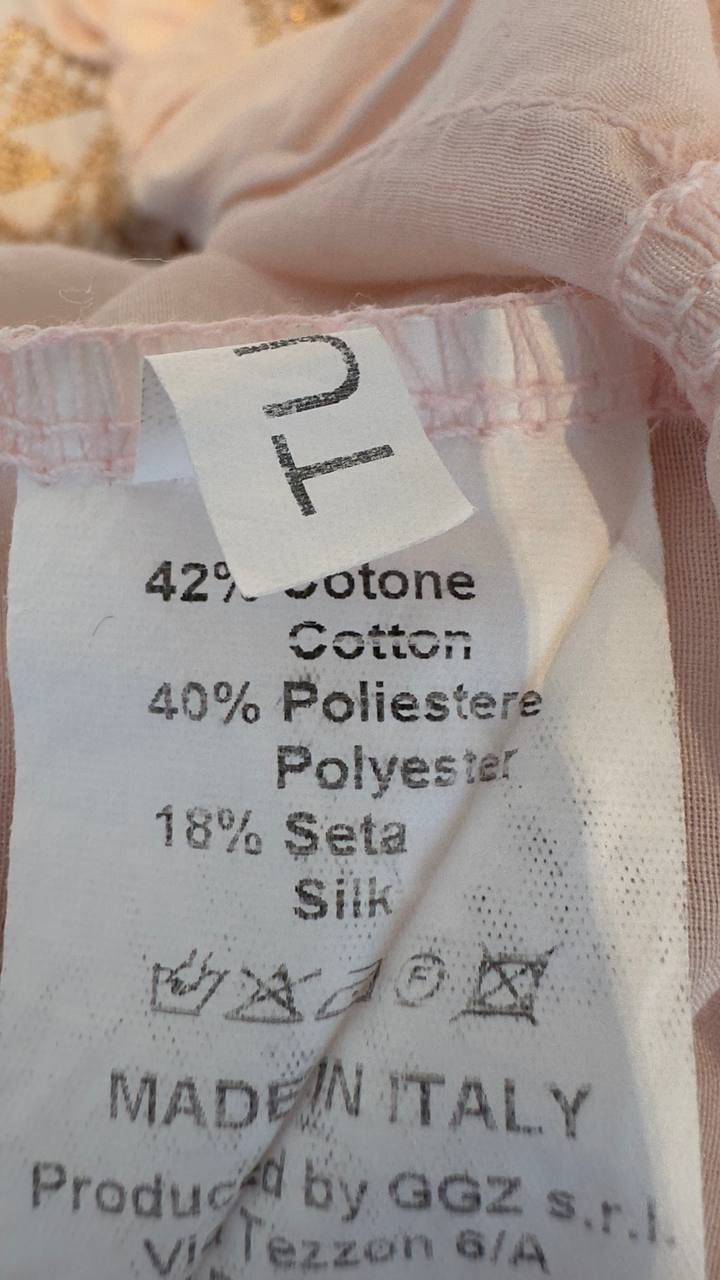 TU
42% Cotone
Cotton
40% Poliestere
Polyester
18% Seta
Silk
MADE IN ITALY
Produced by GGZ s.r.l.
Via Tezzon 6/A